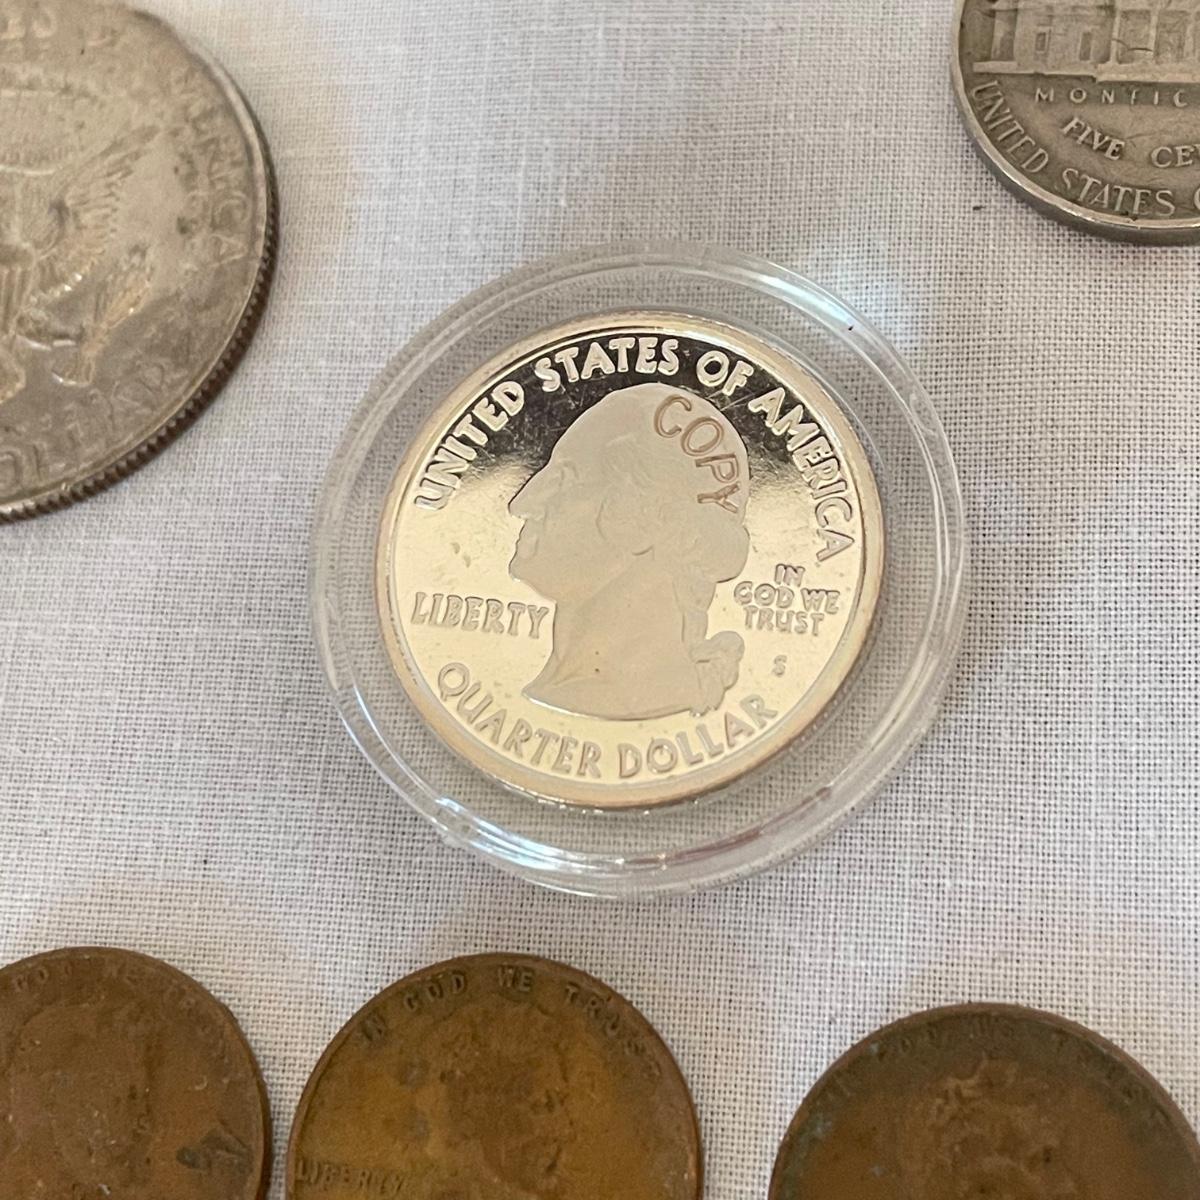 AMERICA
MONTIC
FIVE CE
UNITED STATES
UNITED STATES OF AMERICA
COPY
LIBERTY
IN
GOD WE
TRUST
S
QUARTER DOLLAR
IN GOD WE TRUST
LIBERTY